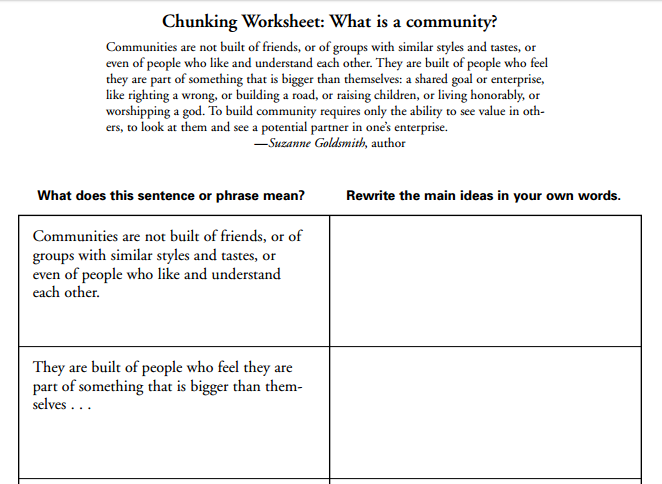 Chunking Worksheet: What is a community?
Communities are not built of friends, or of groups with similar styles and tastes, or
even of people who like and understand each other. They are built of people who feel
they are part of something that is bigger than themselves: a shared goal or enterprise,
like righting a wrong, or building a road, or raising children, or living honorably, or
worshipping a god. To build community requires only the ability to see value in oth-
ers, to look at them and see a potential partner in one's enterprise.
—Suzanne Goldsmith, author
What does this sentence or phrase mean?
Rewrite the main ideas in your own words.
Communities are not built of friends, or of
groups with similar styles and tastes, or
even of people who like and understand
each other.
They are built of people who feel they are
part of something that is bigger than them-
selves . . .